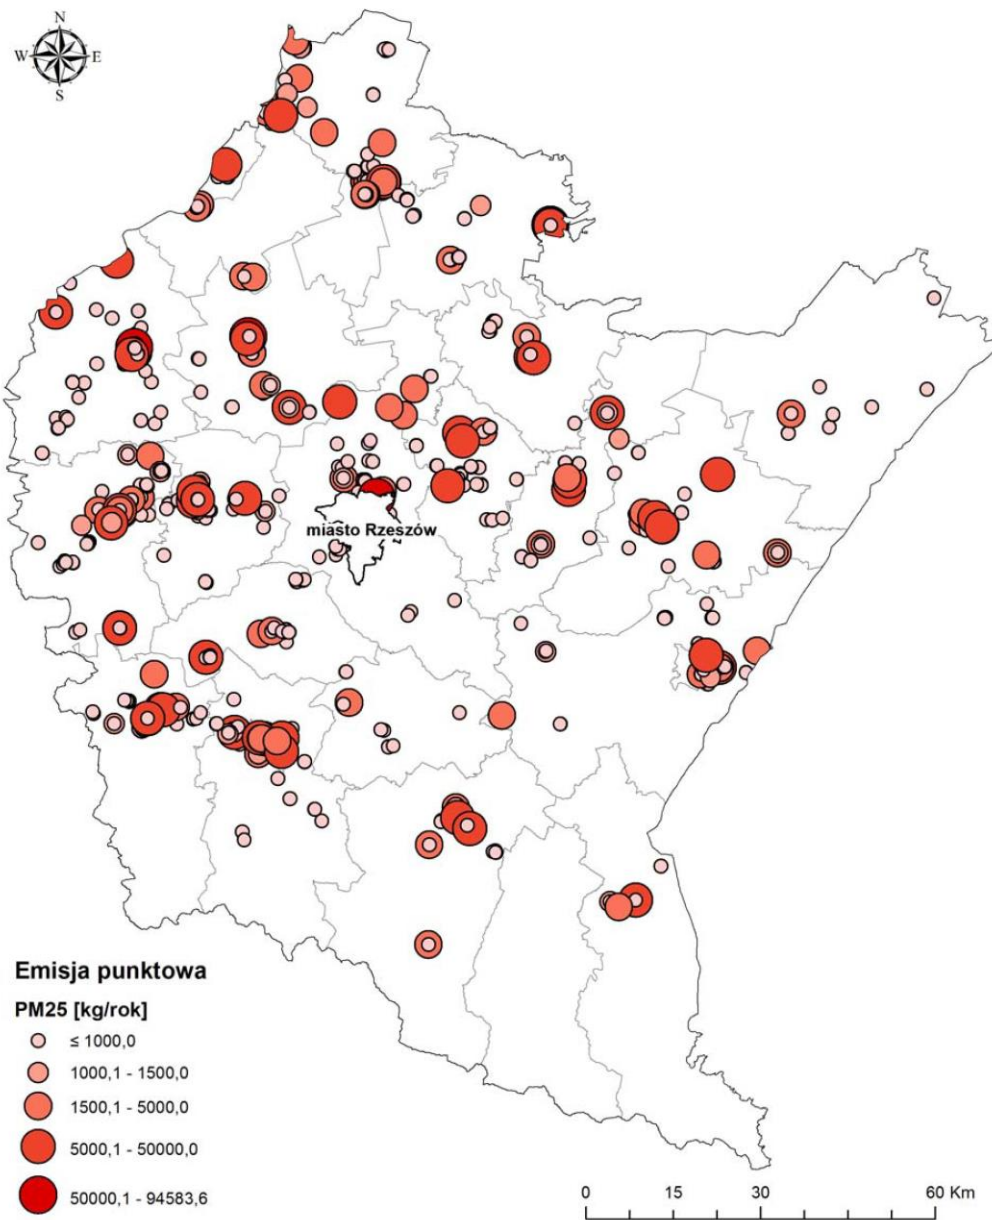 N
W E
S
miasto Rzeszów
Emisja punktowa
PM25 [kg/rok]
≤ 1000,0
1000,1 - 1500,0
1500,1 - 5000,0
5000,1 - 50000,0
50000,1 - 94583,6
0 15 30 60 Km